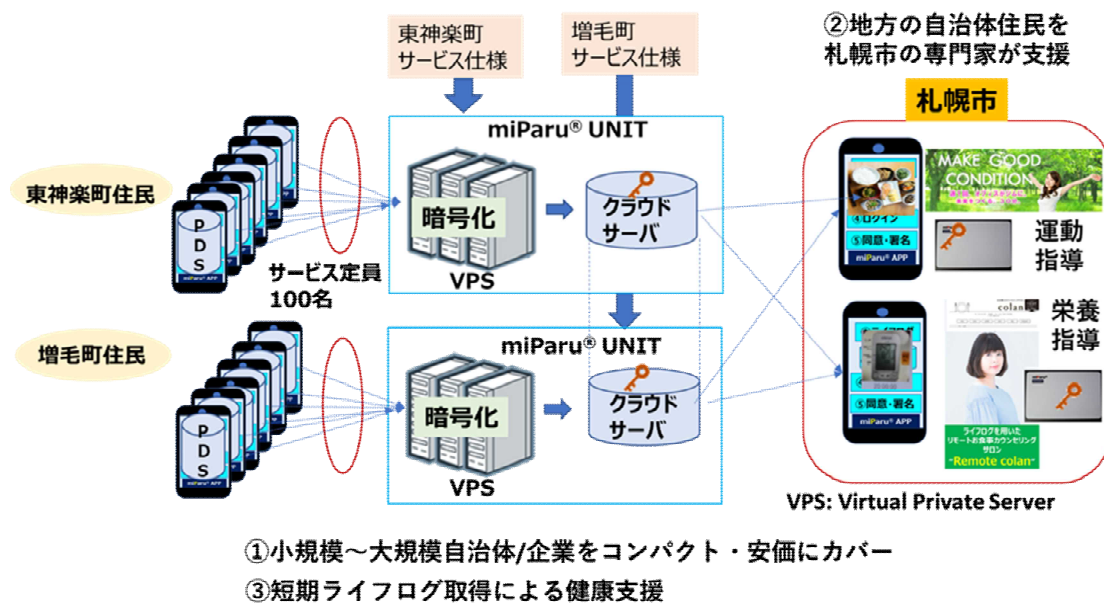 東神楽町
サービス仕様
増毛町
サービス仕様
②地方の自治体住民を
札幌市の専門家が支援
札幌市
東神楽町住民
PDS
miParu® APP
サービス定員
100名
miParu® UNIT
暗号化
VPS
クラウド
サーバ
MAKE GOOD
CONDITION
④ログイン
⑤同意・署名
miParu® APP
運動
指導
増毛町住民
PDS
miParu® APP
miParu® UNIT
暗号化
VPS
クラウド
サーバ
⑤同意・署名
miParu® APP
colan
栄養
指導
ライフログを用いた
リモートお食事カウンセリング
サロン
-Remote colan-
VPS: Virtual Private Server
①小規模～大規模自治体/企業をコンパクト・安価にカバー
③短期ライフログ取得による健康支援